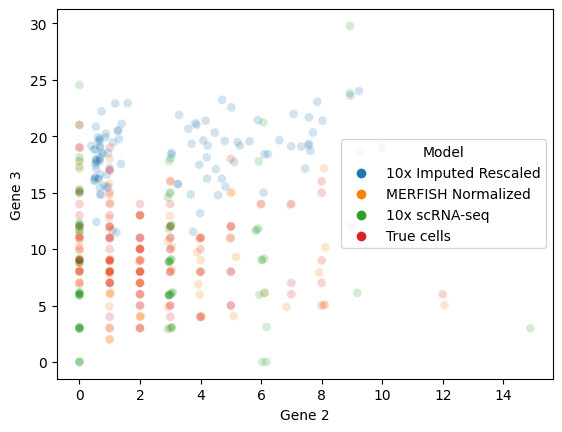 30
25
20
15
10
5
0
Gene 3
Model
10x Imputed Rescaled
MERFISH Normalized
10x scRNA-seq
True cells
0 2 4 6 8 10 12 14
Gene 2